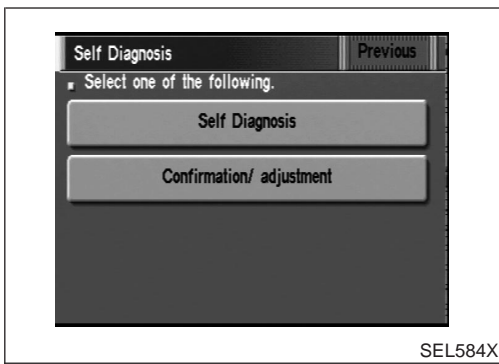 Self Diagnosis Previous
Select one of the following.
Self Diagnosis
Confirmation/ adjustment
SEL584X